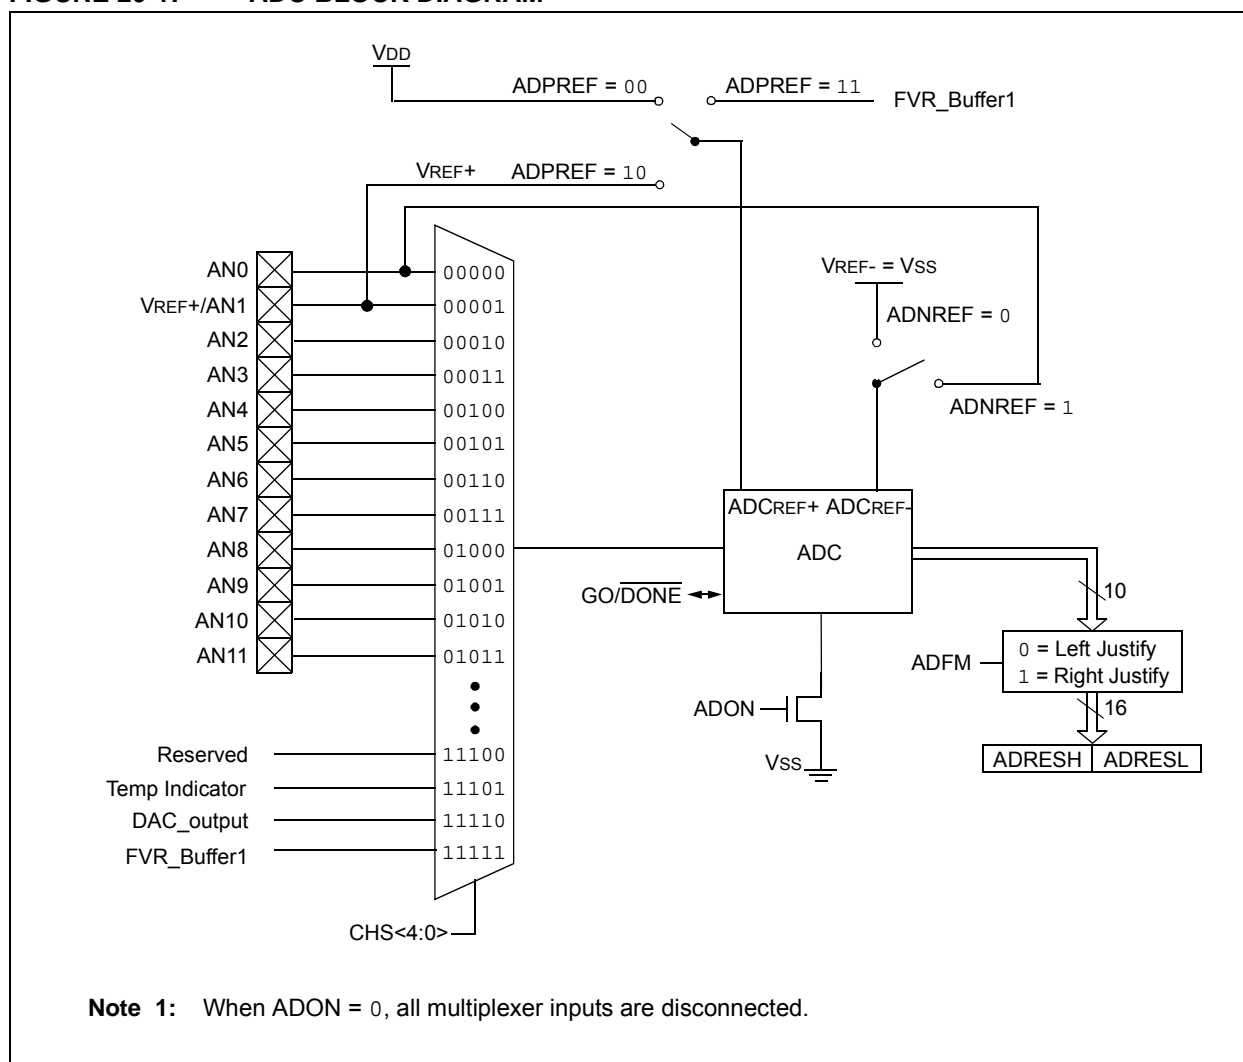 VDD
ADPREF = 00
ADPREF = 11
FVR_Buffer1
VREF+
ADPREF = 10
VREF- = VSS
ADNREF = 0
ADNREF = 1
AN0
00000
VREF+/AN1
00001
AN2
00010
AN3
00011
AN4
00100
AN5
00101
AN6
00110
AN7
00111
AN8
01000
AN9
01001
AN10
01010
AN11
01011
Reserved
11100
Temp Indicator
11101
DAC_output
11110
FVR_Buffer1
11111
CHS<4:0>
ADCREF+ ADCREF-
ADC
GO/DONE
10
ADFM
0 = Left Justify
1 = Right Justify
16
ADRESH
ADRESL
ADON
VSS
Note 1: When ADON = 0, all multiplexer inputs are disconnected.